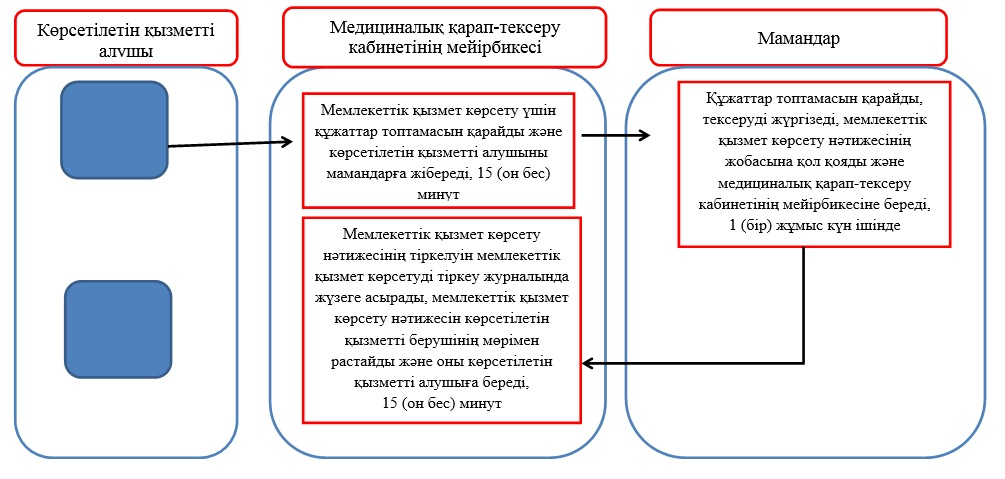 Көрсетілетін қызметті
алушы
Медициналық қарап-тексеру
кабинетінің мейірбикесі
Мамандар
Мемлекеттік қызмет көрсету үшін
құжаттар топтамасын қарайды және
көрсетілетін қызметті алушыны
мамандарға жібереді, 15 (он бес)
минут
Құжаттар топтамасын қарайды,
тексеруді жүргізеді, мемлекеттік
қызмет көрсету нәтижесінің
жобасына қол қояды және
медициналық қарап-тексеру
кабинетінің мейірбикесіне береді,
1 (бір) жұмыс күн ішінде
Мемлекеттік қызмет көрсету
нәтижесінің тіркелуін мемлекеттік
қызмет көрсетуді тіркеу журналында
жүзеге асырады, мемлекеттік қызмет
көрсету нәтижесін көрсетілетін
қызметті берушінің мөрімен
растайды және оны көрсетілетін
қызметті алушыға береді,
15 (он бес) минут